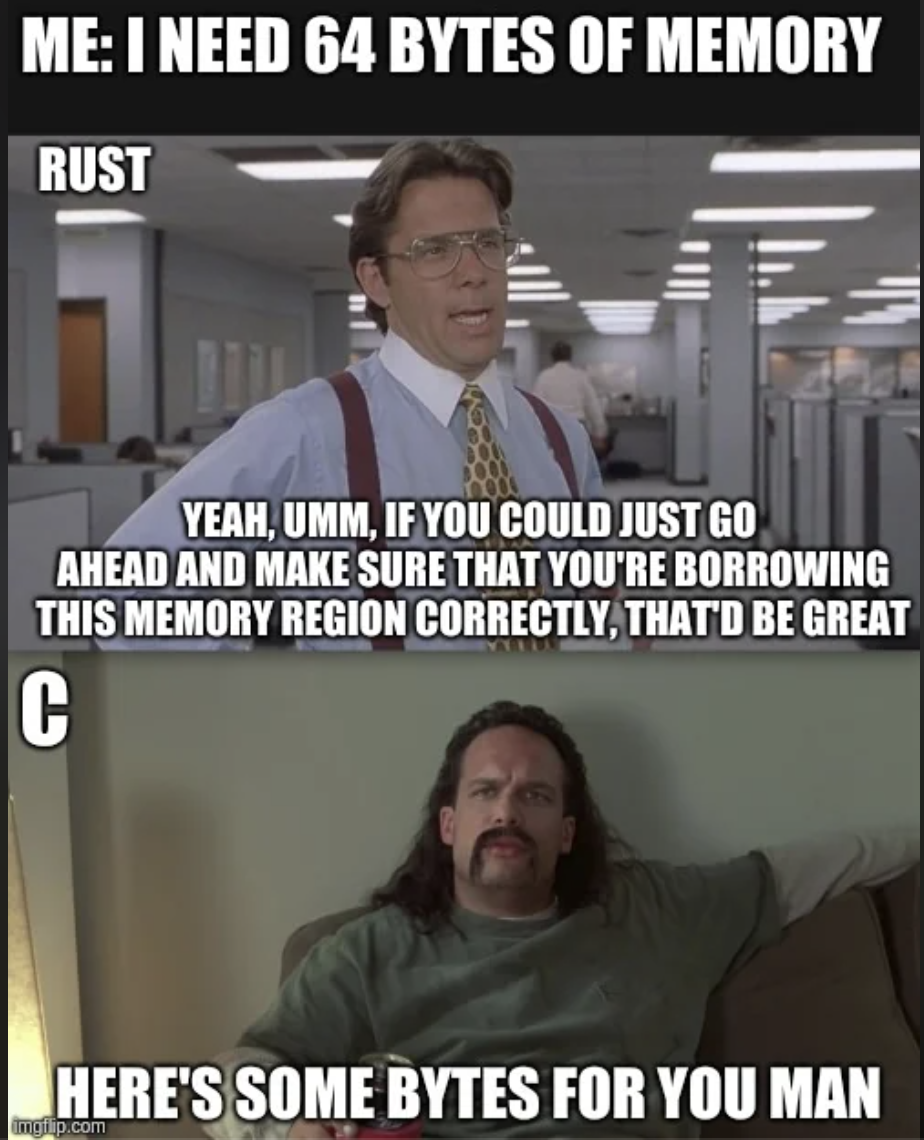 ME: I NEED 64 BYTES OF MEMORY
RUST
YEAH, UMM, IF YOU COULD JUST GO
AHEAD AND MAKE SURE THAT YOU'RE BORROWING
THIS MEMORY REGION CORRECTLY, THAT'D BE GREAT
C
HERE'S SOME BYTES FOR YOU MAN
imgflip.com